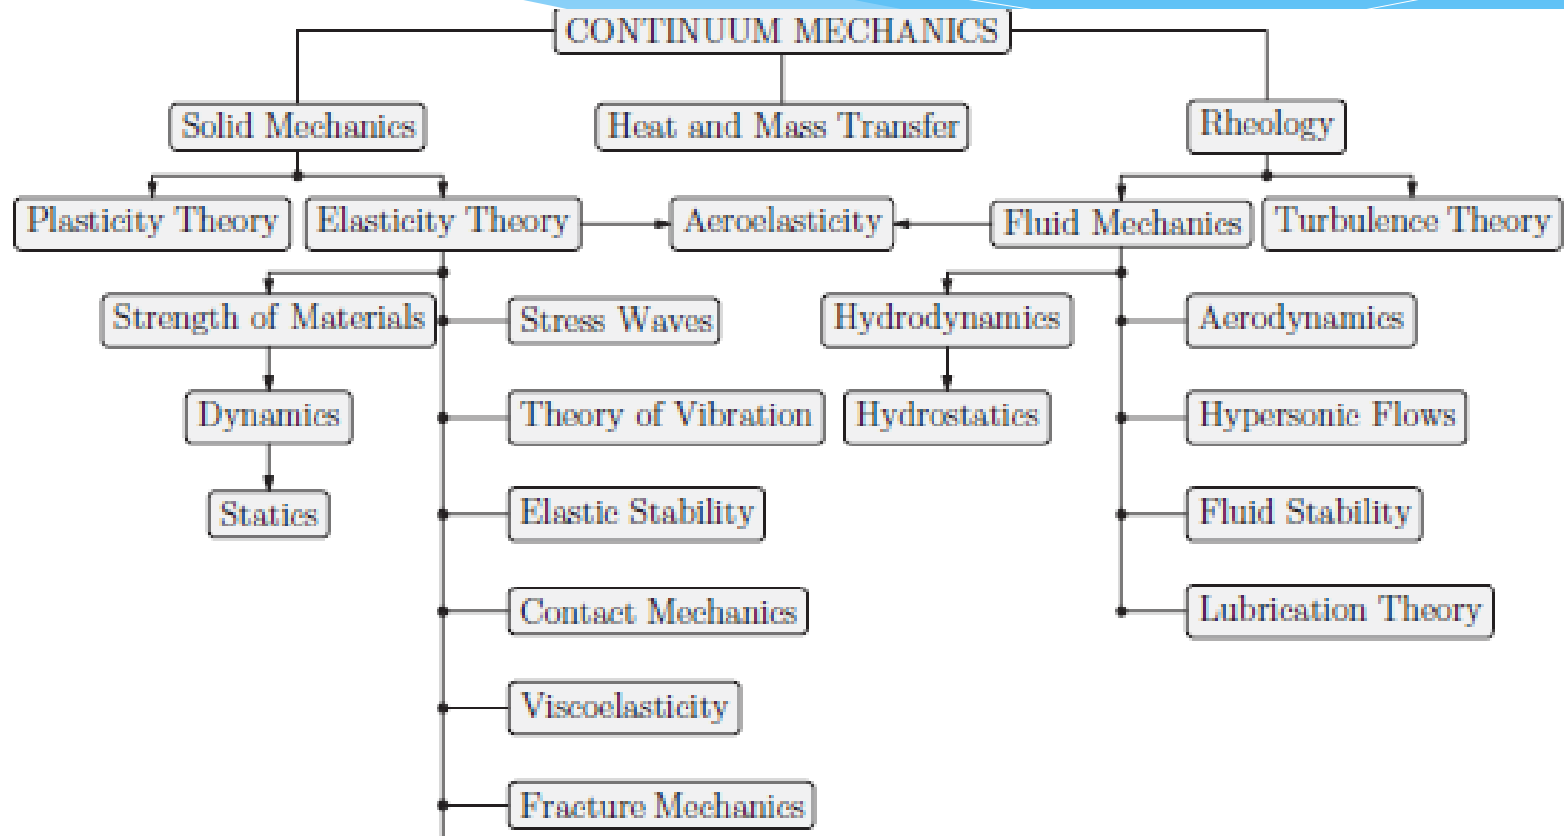 CONTINUUM MECHANICS
Solid Mechanics
Heat and Mass Transfer
Rheology
Plasticity Theory
Elasticity Theory
Aeroelasticity
Fluid Mechanics
Turbulence Theory
Strength of Materials
Stress Waves
Hydrodynamics
Aerodynamics
Dynamics
Theory of Vibration
Hydrostatics
Hypersonic Flows
Statics
Elastic Stability
Fluid Stability
Contact Mechanics
Lubrication Theory
Viscoelasticity
Fracture Mechanics